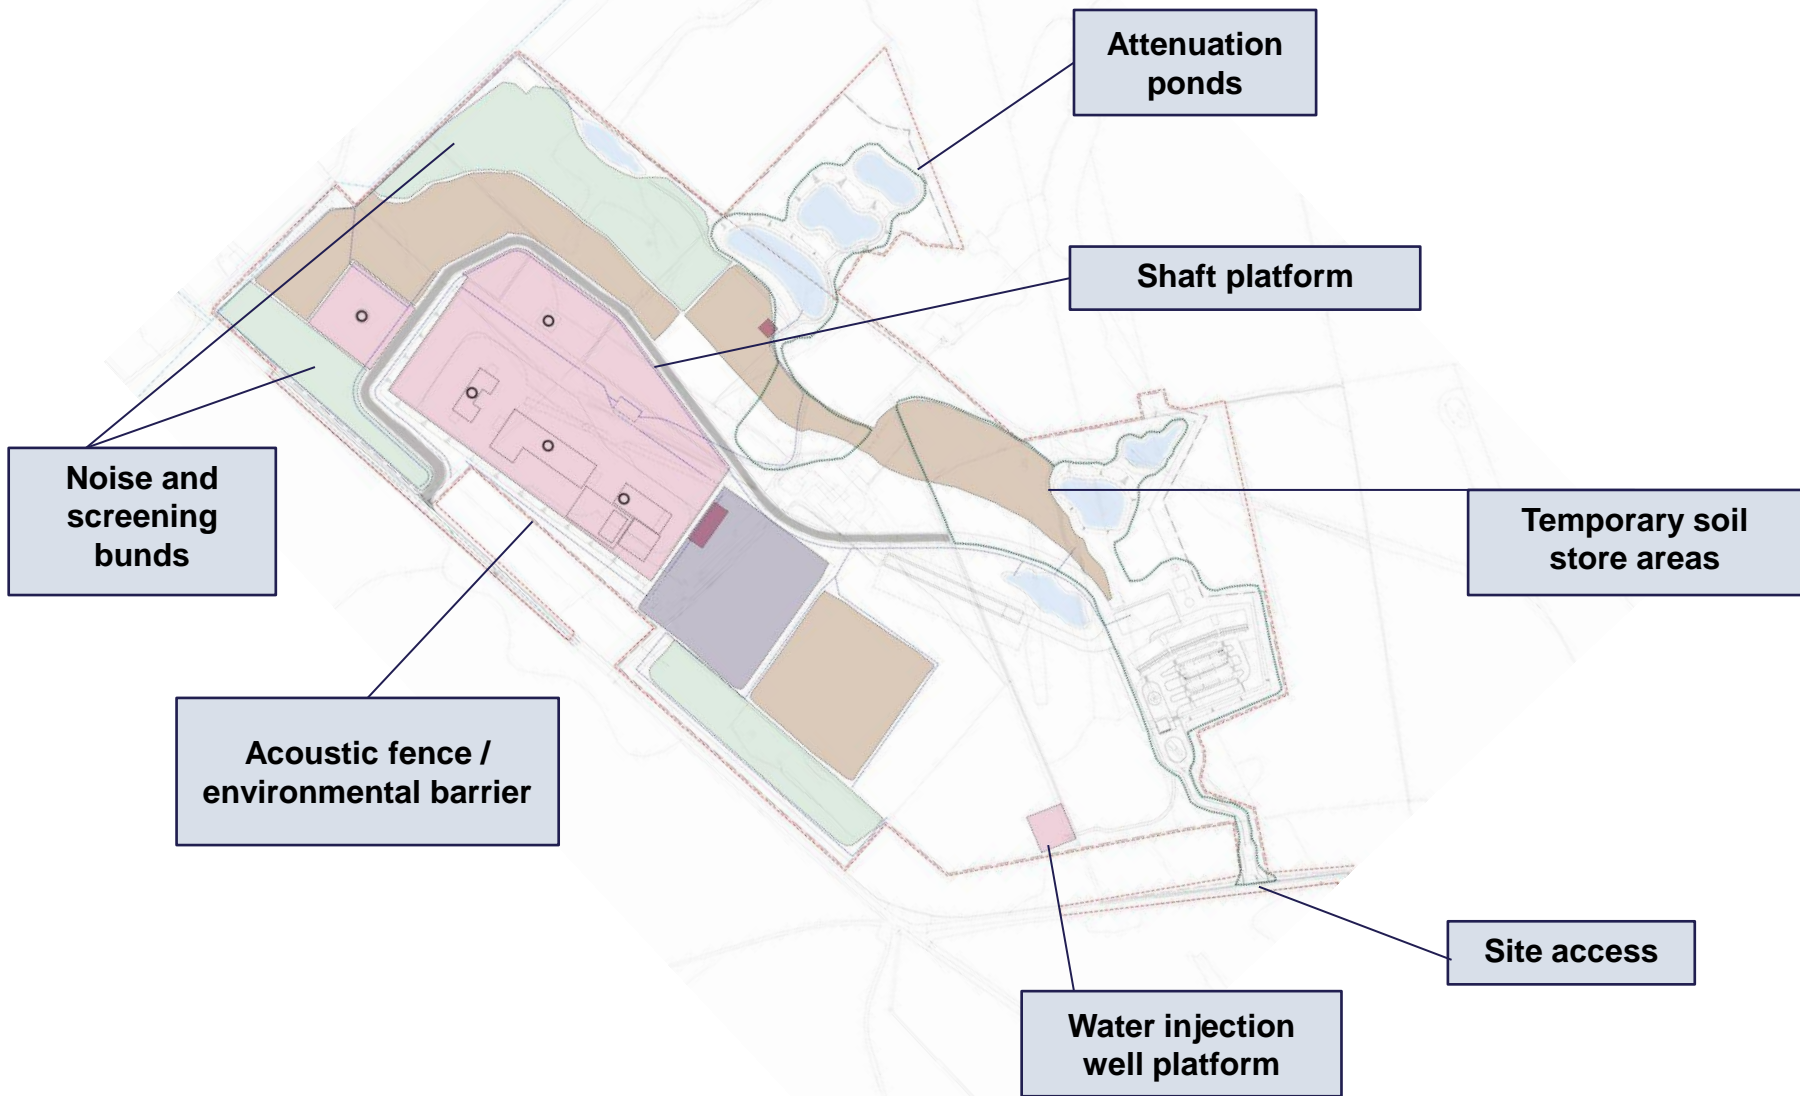 Attenuation
ponds
Shaft platform
Noise and
screening
bunds
Temporary soil
store areas
Acoustic fence /
environmental barrier
Site access
Water injection
well platform